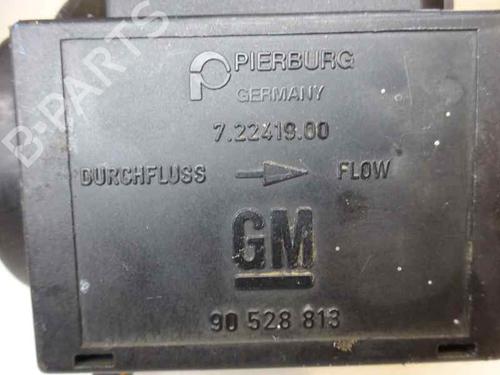 PIERBURG
GERMANY
7.22419.00
DURCHFLUSS → FLOW
GM
90 528 813
B-PARTS